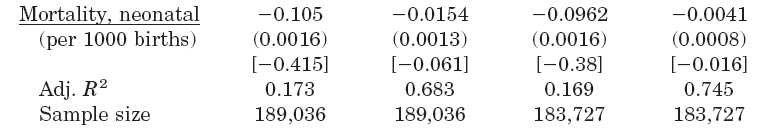 Mortality, neonatal −0.105 −0.0154 −0.0962 −0.0041
(per 1000 births) (0.0016) (0.0013) (0.0016) (0.0008)
[−0.415] [−0.061] [−0.38] [−0.016]
Adj. R² 0.173 0.683 0.169 0.745
Sample size 189,036 189,036 183,727 183,727